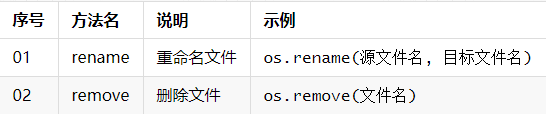 序号 方法名 说明 示例
01 rename 重命名文件 os.rename(源文件名, 目标文件名)
02 remove 删除文件 os.remove(文件名)